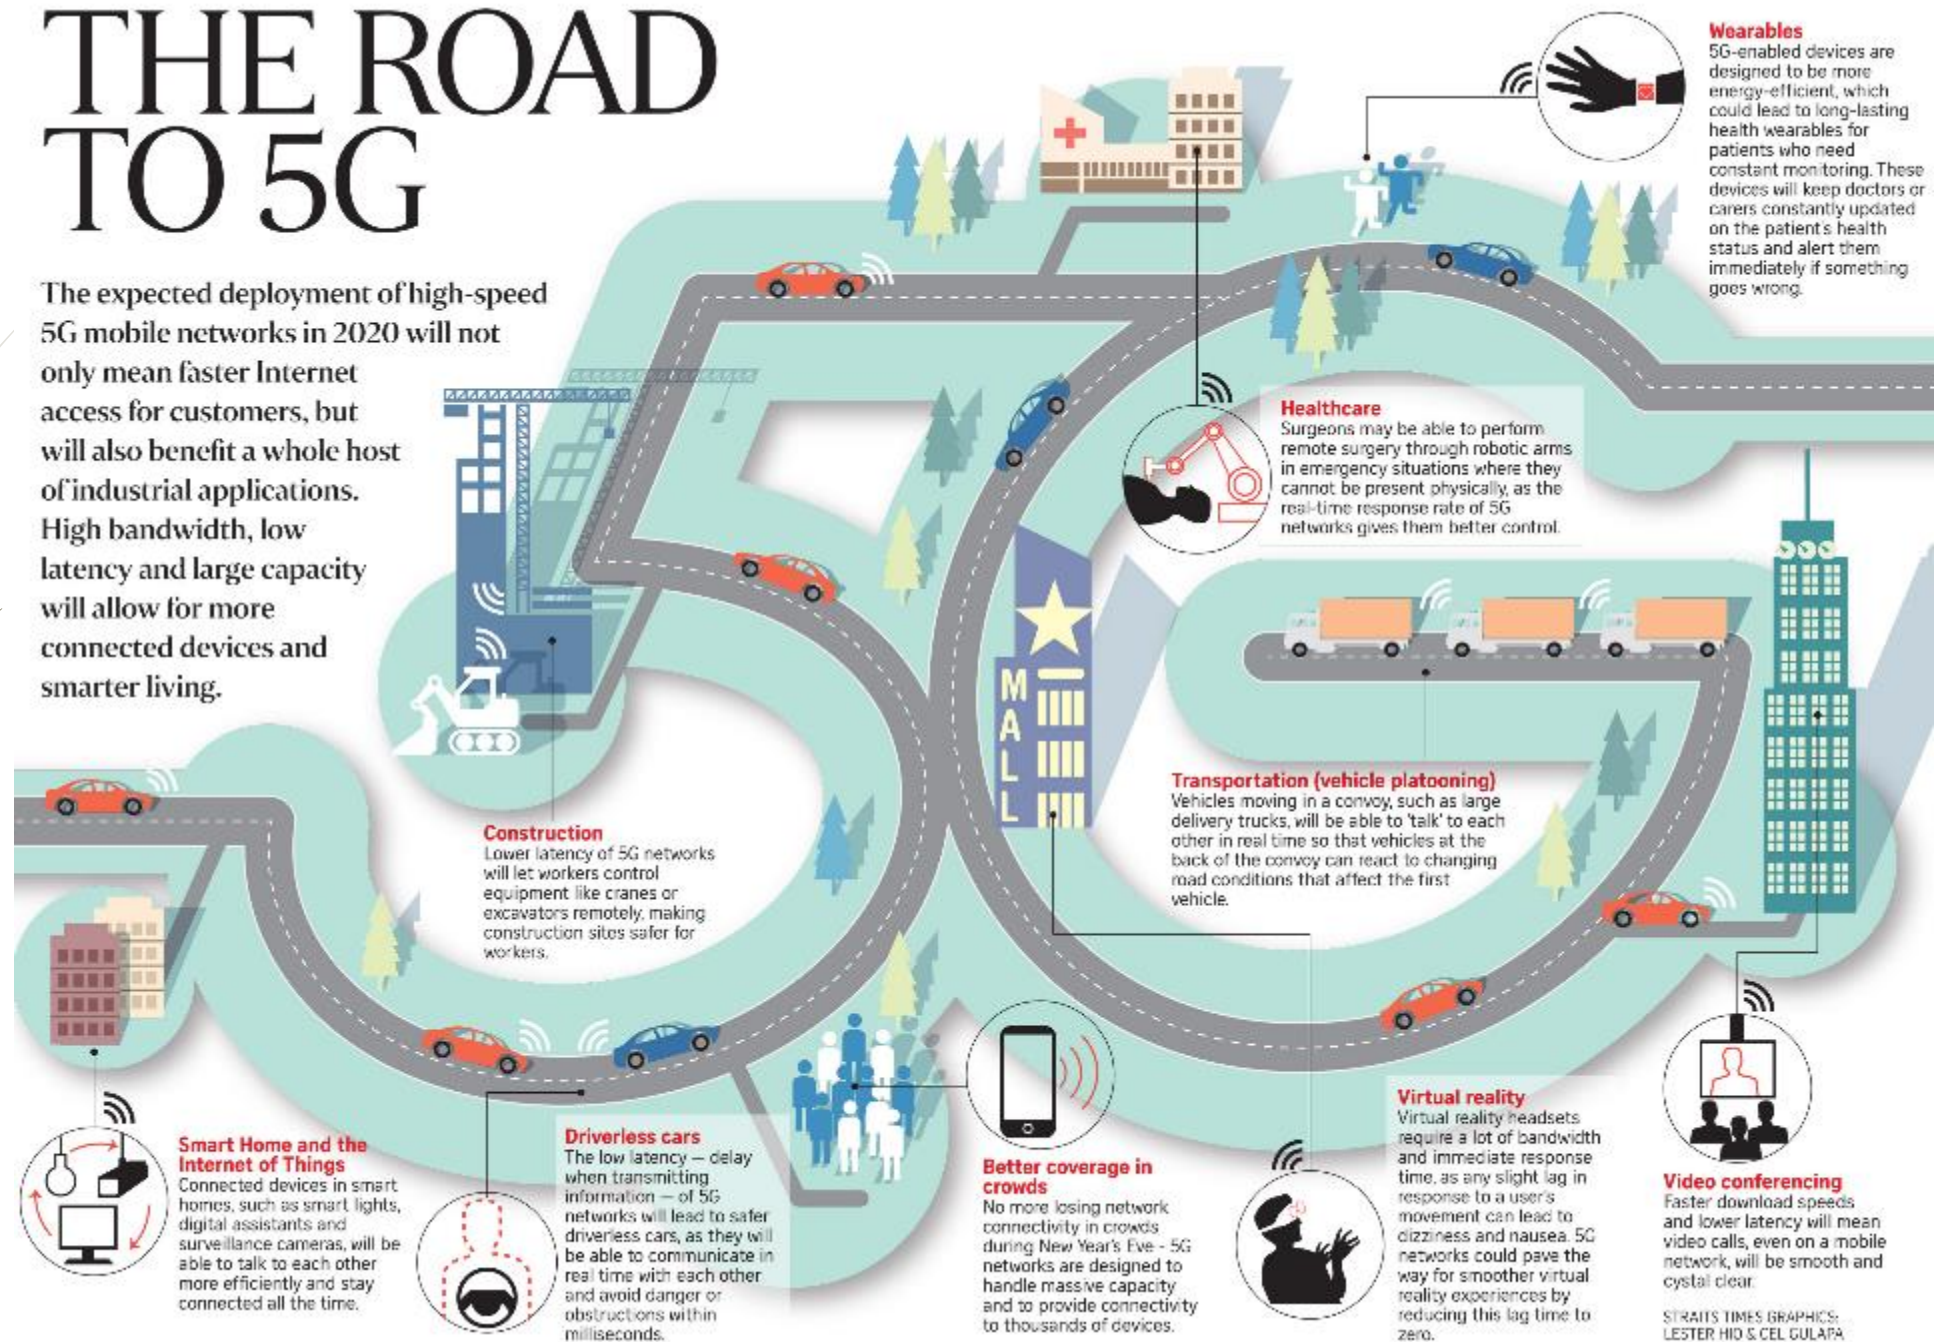 THE ROAD
TO 5G
The expected deployment of high-speed
5G mobile networks in 2020 will not
only mean faster Internet
access for customers, but
will also benefit a whole host
of industrial applications.
High bandwidth, low
latency and large capacity
will allow for more
connected devices and
smarter living.
Wearables
5G-enabled devices are
designed to be more
energy-efficient, which
could lead to long-lasting
health wearables for
patients who need
constant monitoring. These
devices will keep doctors or
carers constantly updated
on the patient's health
status and alert them
immediately if something
goes wrong.
Healthcare
Surgeons may be able to perform
remote surgery through robotic arms
in emergency situations where they
cannot be present physically, as the
real-time response rate of 5G
networks gives them better control.
MALL
Transportation (vehicle platooning)
Vehicles moving in a convoy, such as large
delivery trucks, will be able to 'talk' to each
other in real time so that vehicles at the
back of the convoy can react to changing
road conditions that affect the first
vehicle.
Construction
Lower latency of 5G networks
will let workers control
equipment like cranes or
excavators remotely, making
construction sites safer for
workers.
Smart Home and the
Internet of Things
Connected devices in smart
homes, such as smart lights,
digital assistants and
surveillance cameras, will be
able to talk to each other
more efficiently and stay
connected all the time.
Driverless cars
The low latency — delay
when transmitting
information — of 5G
networks will lead to safer
driverless cars, as they will
be able to communicate in
real time with each other
and avoid danger or
obstructions within
milliseconds.
Better coverage in
crowds
No more losing network
connectivity in crowds
during New Year's Eve - 5G
networks are designed to
handle massive capacity
and to provide connectivity
to thousands of devices.
Virtual reality
Virtual reality headsets
require a lot of bandwidth
and immediate response
time, as any slight lag in
response to a user's
movement can lead to
dizziness and nausea. 5G
networks could pave the
way for smoother virtual
reality experiences by
reducing this lag time to
zero.
Video conferencing
Faster download speeds
and lower latency will mean
video calls, even on a mobile
network, will be smooth and
cystal clear.
STRAITS TIMES GRAPHICS:
LESTER HIO & CEL GULAPA